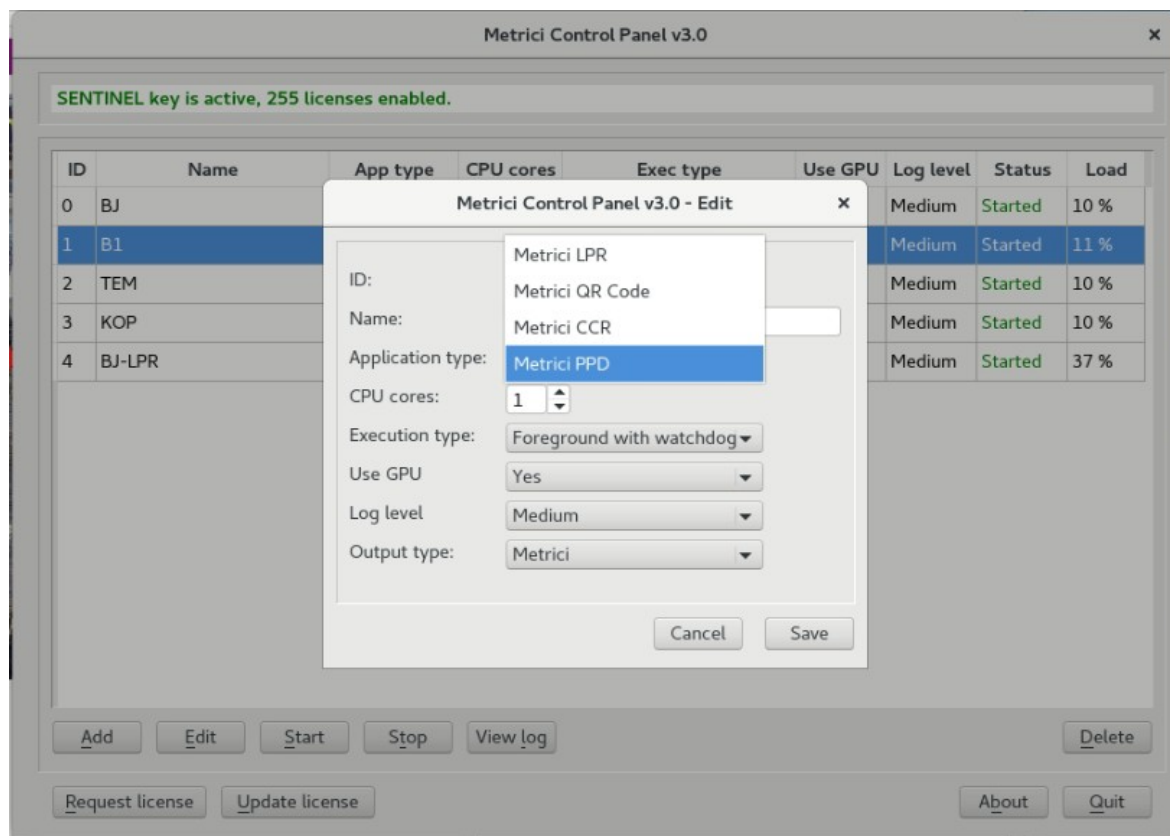 Metrici Control Panel v3.0
SENTINEL key is active, 255 licenses enabled.
ID Name App type CPU cores Exec type Use GPU Log level Status Load
0 BJ Medium Started 10 %
1 B1 Medium Started 11 %
2 TEM Medium Started 10 %
3 KOP Medium Started 10 %
4 BJ-LPR Medium Started 37 %
Metrici Control Panel v3.0 - Edit
ID:
Name:
Application type:
Metrici LPR
Metrici QR Code
Metrici CCR
Metrici PPD
CPU cores: 1
Execution type: Foreground with watchdog
Use GPU Yes
Log level Medium
Output type: Metrici
Cancel Save
Add Edit Start Stop View log Delete
Request license Update license About Quit